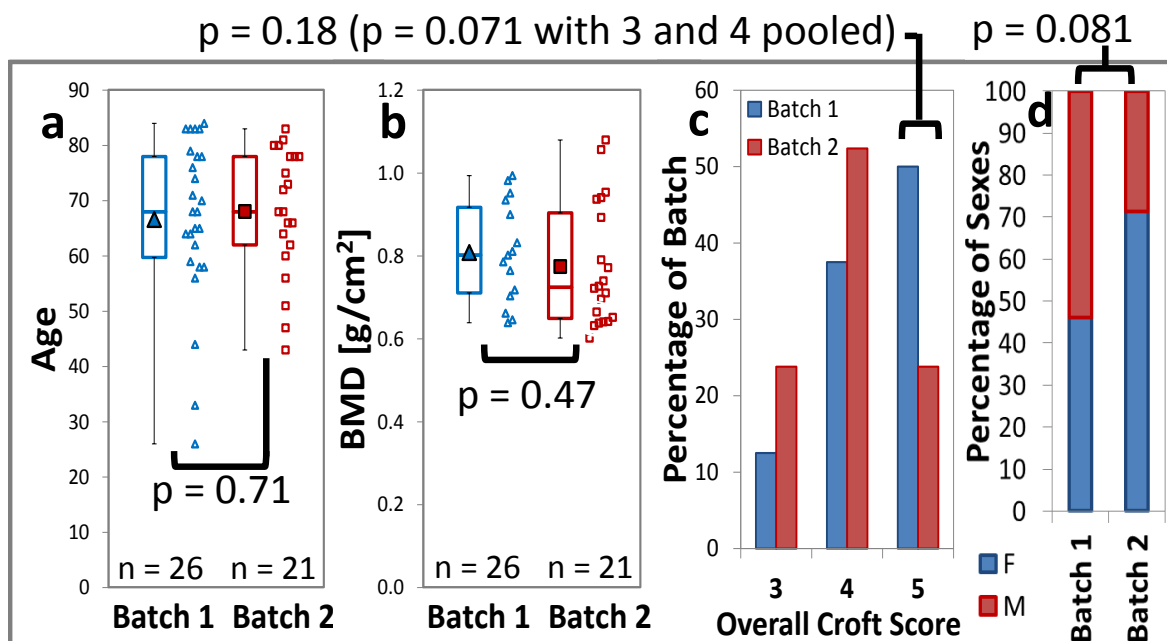 p = 0.18 (p = 0.071 with 3 and 4 pooled)
p = 0.081
a
Age
90
80
70
60
50
40
30
20
10
0
p = 0.71
n = 26
n = 21
Batch 1
Batch 2
b
BMD [g/cm²]
1.2
1.0
0.8
0.6
0.4
0.2
0.0
p = 0.47
n = 26
n = 21
Batch 1
Batch 2
c
Percentage of Batch
60
50
40
30
20
10
0
Batch 1
Batch 2
3
4
5
Overall Croft Score
d
Percentage of Sexes
100
90
80
70
60
50
40
30
20
10
0
F
M
Batch 1
Batch 2